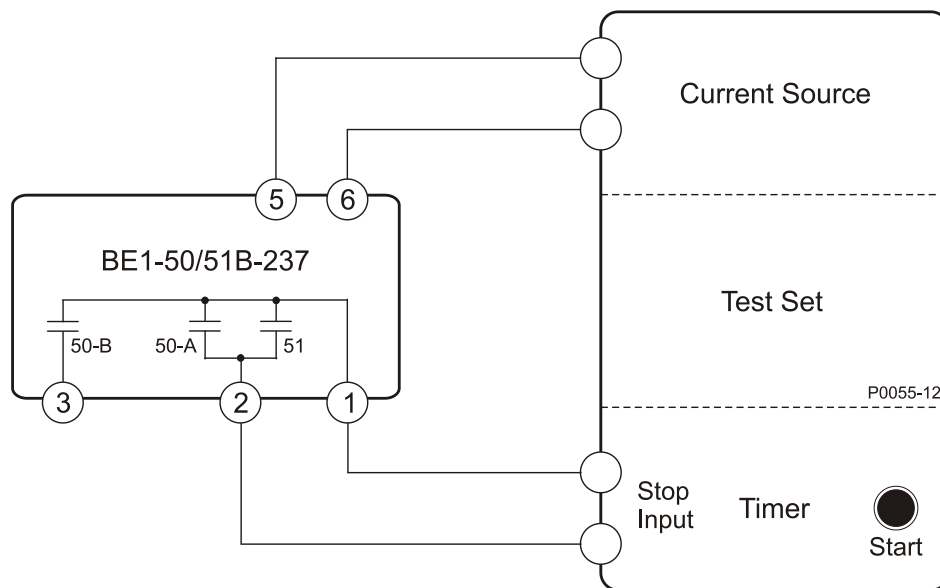 Current Source
5
6
BE1-50/51B-237
Test Set
50-B
50-A
51
P0055-12
3
2
1
Stop
Input
Timer
Start